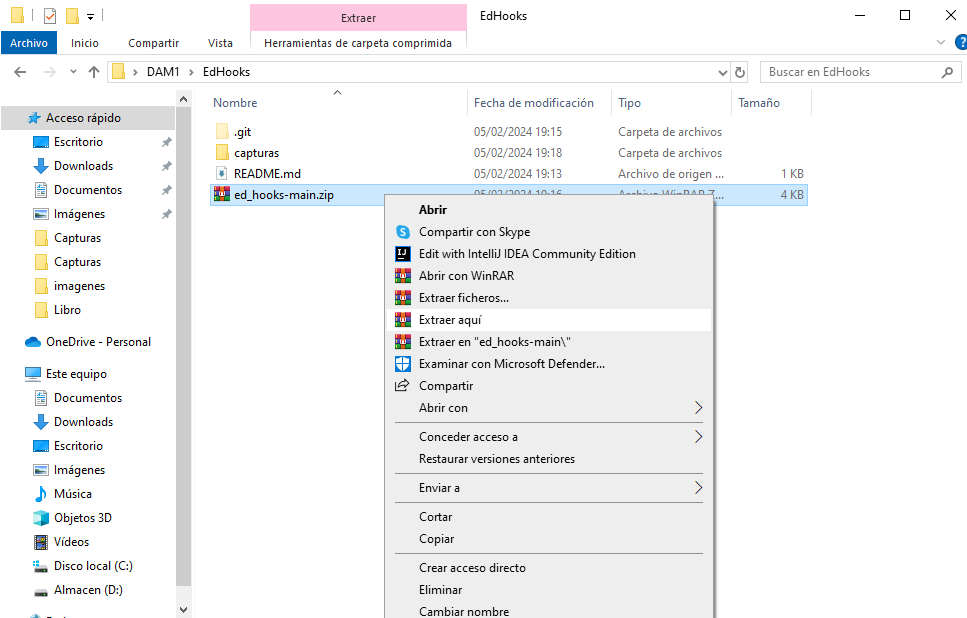 Extraer
EdHooks
Archivo
Inicio
Compartir
Vista
Herramientas de carpeta comprimida
?
DAM1 > EdHooks
Buscar en EdHooks
Nombre
Fecha de modificación
Tipo
Tamaño
.git
05/02/2024 19:15
Carpeta de archivos
capturas
05/02/2024 19:18
Carpeta de archivos
README.md
05/02/2024 19:13
Archivo de origen ...
1 KB
ed_hooks-main.zip
05/02/2024 19:16
Archivo WinRAR Z...
4 KB
Acceso rápido
Escritorio
Downloads
Documentos
Imágenes
Capturas
Capturas
imagenes
Libro
OneDrive - Personal
Este equipo
Documentos
Downloads
Escritorio
Imágenes
Música
Objetos 3D
Vídeos
Disco local (C:)
Almacen (D:)
Abrir
Compartir con Skype
Edit with IntelliJ IDEA Community Edition
Abrir con WinRAR
Extraer ficheros...
Extraer aquí
Extraer en "ed_hooks-main\"
Examinar con Microsoft Defender...
Compartir
Abrir con
Conceder acceso a
Restaurar versiones anteriores
Enviar a
Cortar
Copiar
Crear acceso directo
Eliminar
Cambiar nombre